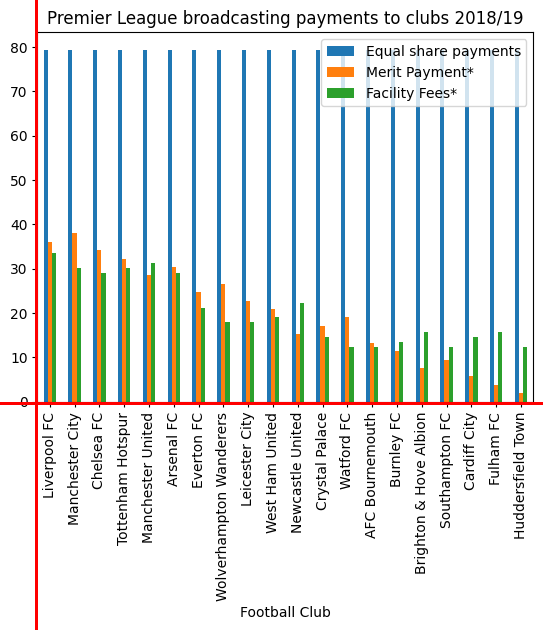 Premier League broadcasting payments to clubs 2018/19
Equal share payments
Merit Payment*
Facility Fees*
80
70
60
50
40
30
20
10
0
Liverpool FC
Manchester City
Chelsea FC
Tottenham Hotspur
Manchester United
Arsenal FC
Everton FC
Wolverhampton Wanderers
Leicester City
West Ham United
Newcastle United
Crystal Palace
Watford FC
AFC Bournemouth
Burnley FC
Brighton & Hove Albion
Southampton FC
Cardiff City
Fulham FC
Huddersfield Town
Football Club